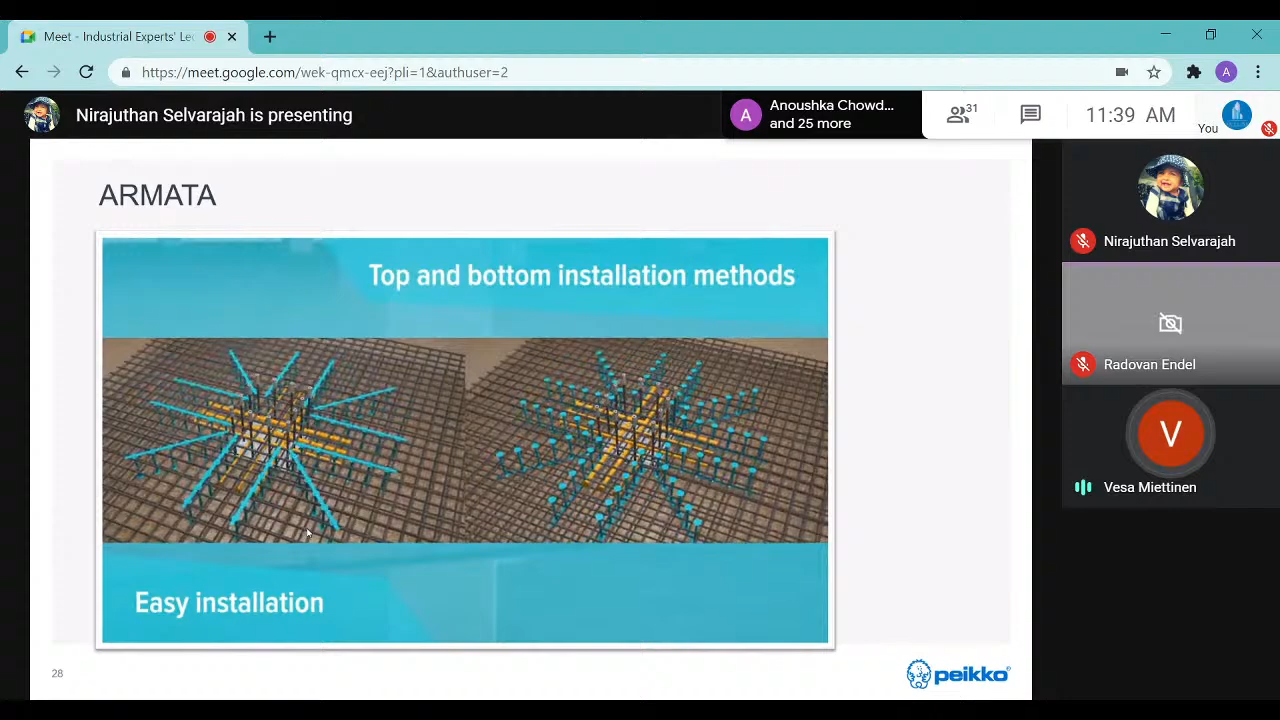 Meet - Industrial Experts' Le
https://meet.google.com/wek-qmcx-eej?pli=1&authuser=2
A
Nirajuthan Selvarajah is presenting
A
Anoushka Chowd...
and 25 more
31
11:39 AM
You
ARMATA
Top and bottom installation methods
Easy installation
28
peikko®
Nirajuthan Selvarajah
Radovan Endel
V
Vesa Miettinen